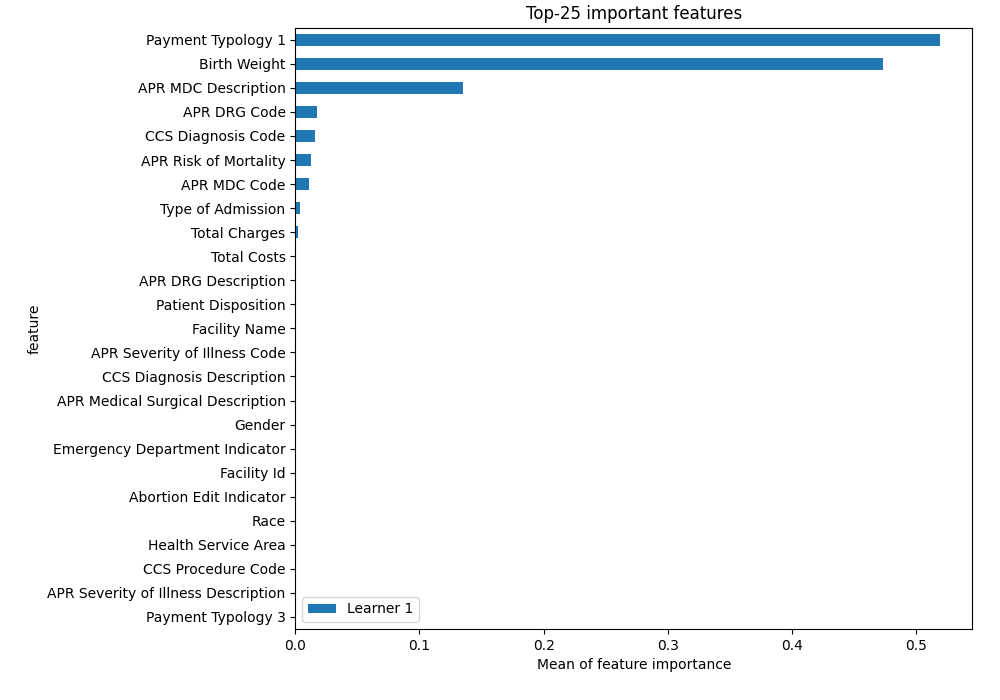 Top-25 important features
Payment Typology 1
Birth Weight
APR MDC Description
APR DRG Code
CCS Diagnosis Code
APR Risk of Mortality
APR MDC Code
Type of Admission
Total Charges
Total Costs
APR DRG Description
Patient Disposition
Facility Name
APR Severity of Illness Code
CCS Diagnosis Description
APR Medical Surgical Description
Gender
Emergency Department Indicator
Facility Id
Abortion Edit Indicator
Race
Health Service Area
CCS Procedure Code
APR Severity of Illness Description
Payment Typology 3
feature
Learner 1
0.0 0.1 0.2 0.3 0.4 0.5
Mean of feature importance